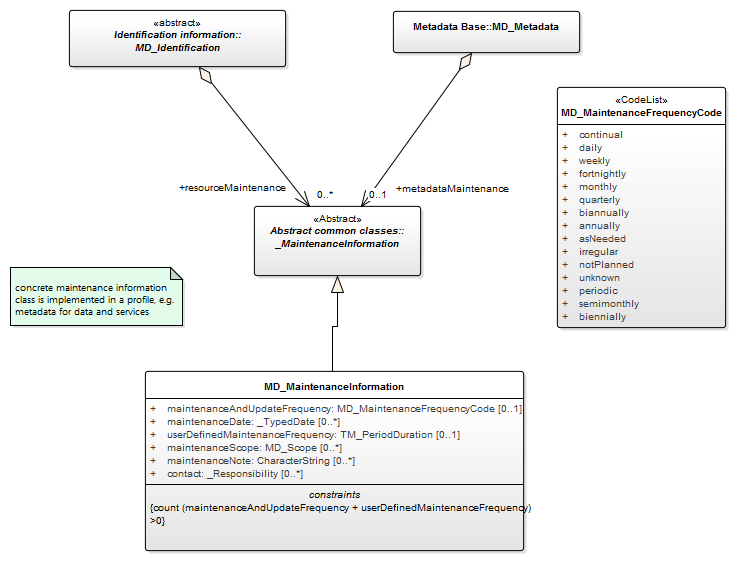 «abstract»
Identification information::
MD_Identification
Metadata Base::MD_Metadata
«CodeList»
MD_MaintenanceFrequencyCode
+ continual
+ daily
+ weekly
+ fortnightly
+ monthly
+ quarterly
+ biannually
+ annually
+ asNeeded
+ irregular
+ notPlanned
+ unknown
+ periodic
+ semimonthly
+ biennially
+resourceMaintenance
0..*
0..1
+metadataMaintenance
«Abstract»
Abstract common classes::
_MaintenanceInformation
concrete maintenance information
class is implemented in a profile, e.g.
metadata for data and services
MD_MaintenanceInformation
+ maintenanceAndUpdateFrequency: MD_MaintenanceFrequencyCode [0..1]
+ maintenanceDate: _TypedDate [0..*]
+ userDefinedMaintenanceFrequency: TM_PeriodDuration [0..1]
+ maintenanceScope: MD_Scope [0..*]
+ maintenanceNote: CharacterString [0..*]
+ contact: _Responsibility [0..*]
constraints
{count (maintenanceAndUpdateFrequency + userDefinedMaintenanceFrequency)
>0}